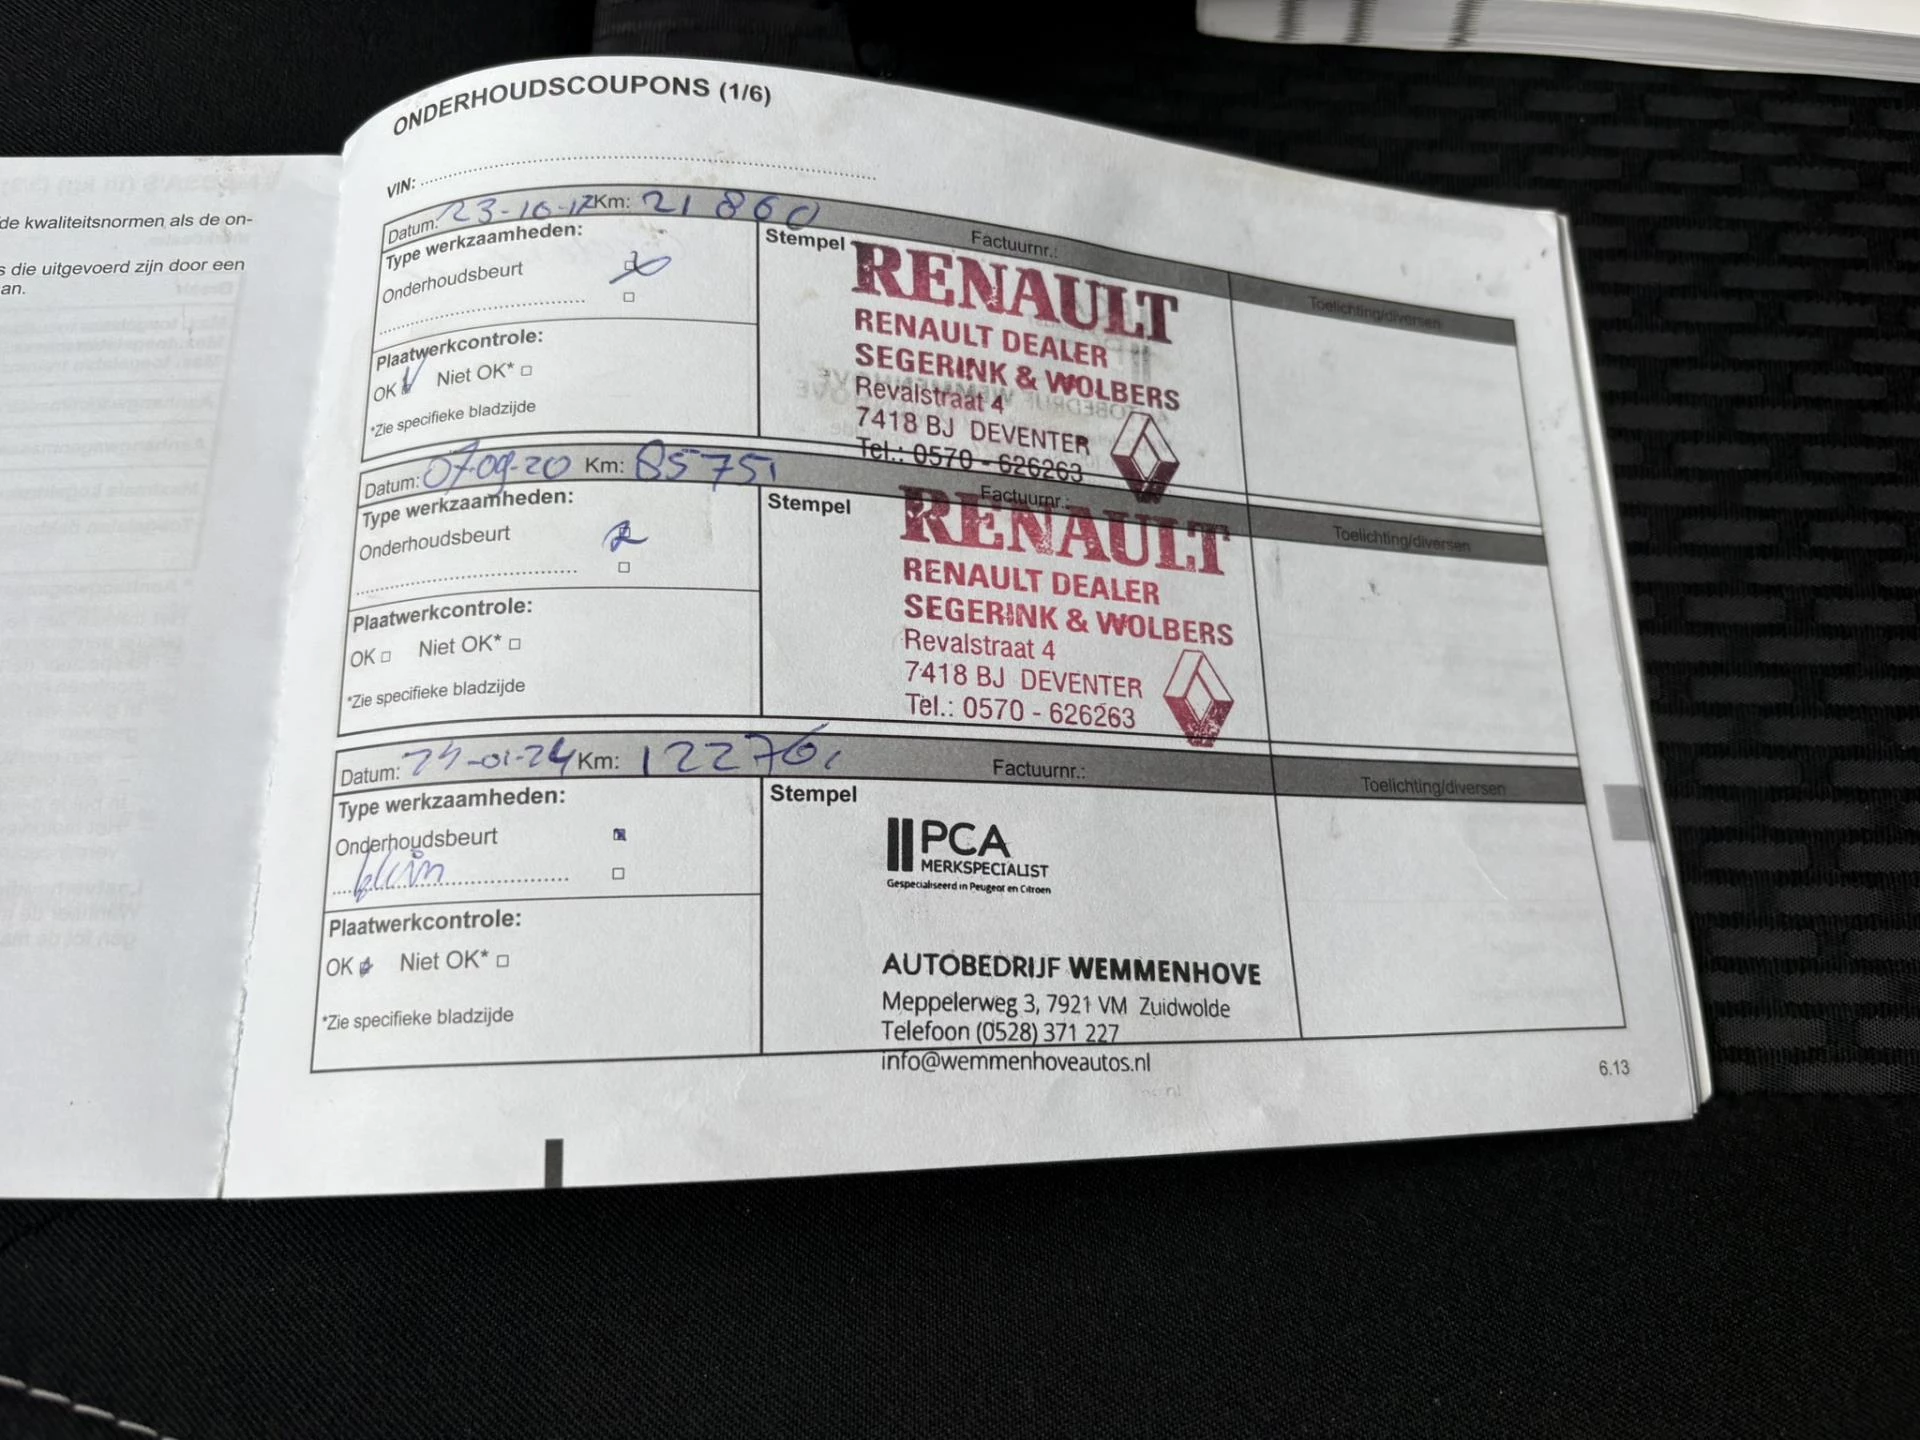 de kwaliteitsnormen als de on-
s die uitgevoerd zijn door een
an.
ONDERHOUDSCOUPONS (1/6)
VIN:
Datum: 23-10-17 Km: 21 860
Factuurnr.:
Toelichting/diversen
Type werkzaamheden:
Onderhoudsbeurt
Plaatwerkcontrole:
OK Niet OK*
*Zie specifieke bladzijde
Stempel
RENAULT
RENAULT DEALER
SEGERINK & WOLBERS
Revalstraat 4
7418 BJ DEVENTER
Tel.: 0570 - 626263
Datum: 07-09-20 Km: 85751
Factuurnr.:
Toelichting/diversen
Type werkzaamheden:
Onderhoudsbeurt
Plaatwerkcontrole:
OK Niet OK*
*Zie specifieke bladzijde
Stempel
RENAULT
RENAULT DEALER
SEGERINK & WOLBERS
Revalstraat 4
7418 BJ DEVENTER
Tel.: 0570 - 626263
Datum: Km: 122761
Factuurnr.:
Toelichting/diversen
Type werkzaamheden:
Onderhoudsbeurt
klein
Plaatwerkcontrole:
OK Niet OK*
*Zie specifieke bladzijde
Stempel
PCA
MERKSPECIALIST
Gespecialiseerd in Peugeot en Citroen
AUTOBEDRIJF WEMMENHOVE
Meppelerweg 3, 7921 VM Zuidwolde
Telefoon (0528) 371 227
info@wemmenhoveautos.nl
6.13